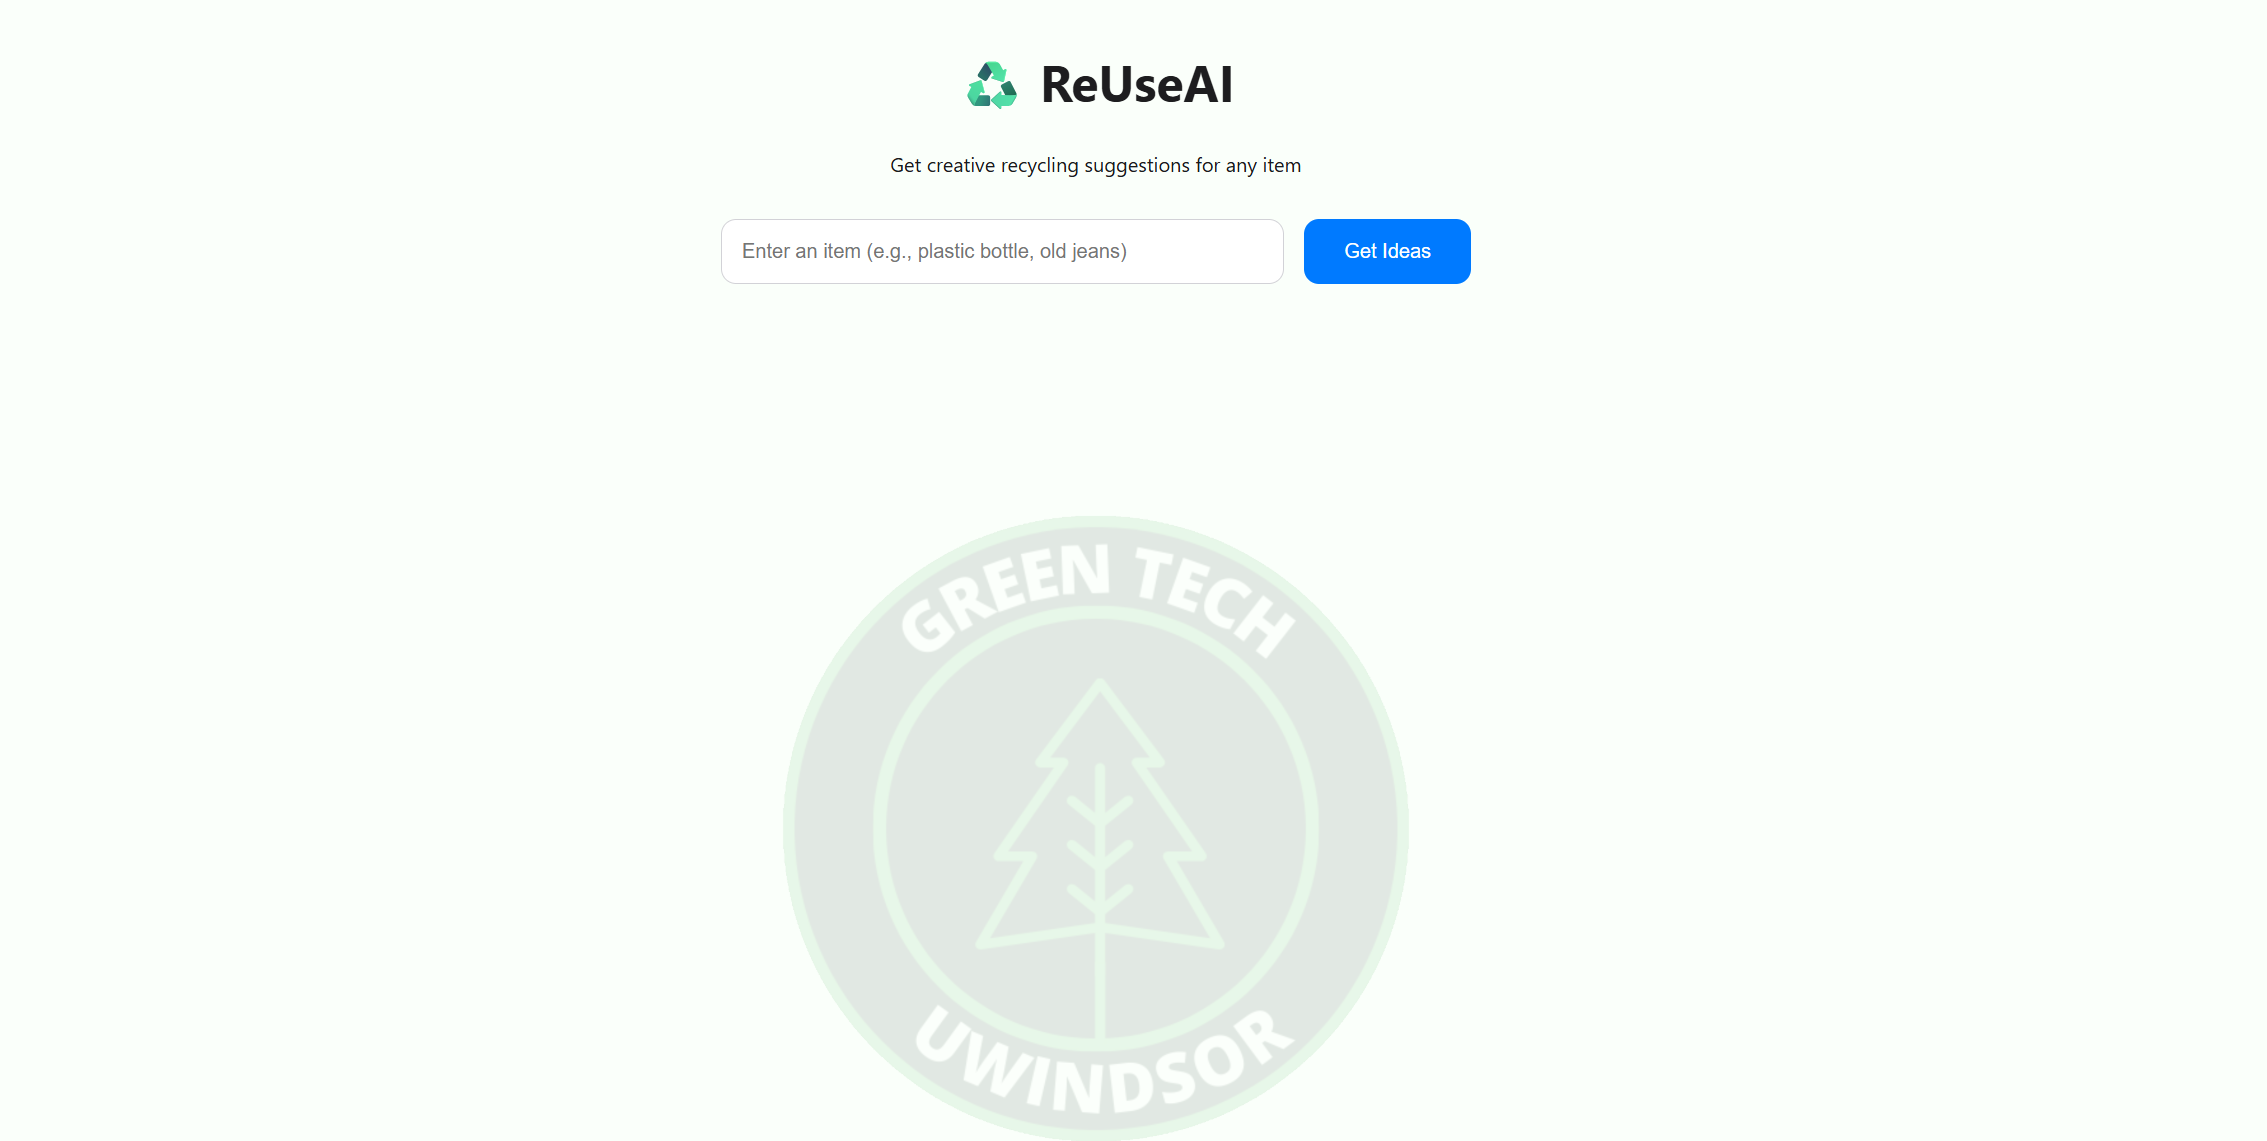 ReUseAI
Get creative recycling suggestions for any item
Enter an item (e.g., plastic bottle, old jeans)
Get Ideas
GREEN TECH
UWINDSOR